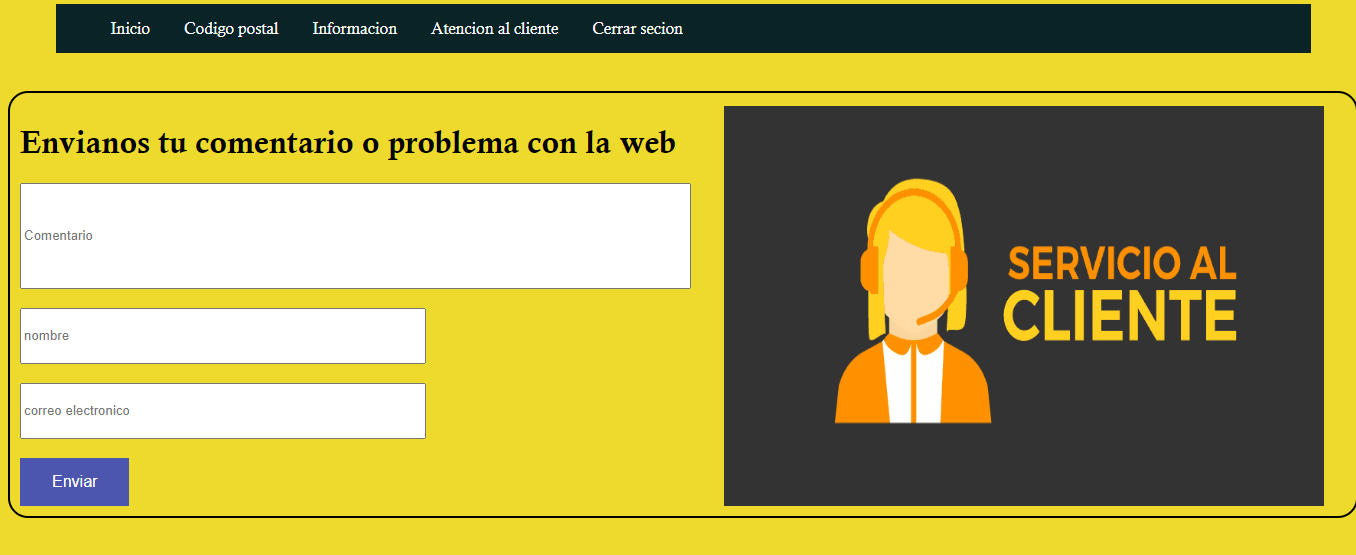 Inicio Codigo postal Informacion Atencion al cliente Cerrar secion
Envianos tu comentario o problema con la web
Comentario
nombre
correo electronico
Enviar
SERVICIO AL
CLIENTE